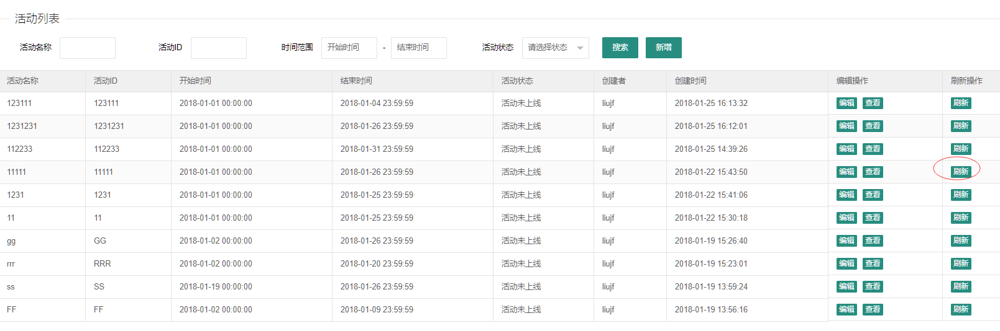 活动列表
活动名称 活动ID 时间范围 开始时间 - 结束时间 活动状态 请选择状态 搜索 新增
活动名称 活动ID 开始时间 结束时间 活动状态 创建者 创建时间 编辑操作 刷新操作
123111 123111 2018-01-01 00:00:00 2018-01-04 23:59:59 活动未上线 liujf 2018-01-25 16:13:32 编辑 查看 刷新
1231231 1231231 2018-01-01 00:00:00 2018-01-26 23:59:59 活动未上线 liujf 2018-01-25 16:12:01 编辑 查看 刷新
112233 112233 2018-01-01 00:00:00 2018-01-31 23:59:59 活动未上线 liujf 2018-01-25 14:39:26 编辑 查看 刷新
11111 11111 2018-01-01 00:00:00 2018-01-26 23:59:59 活动未上线 liujf 2018-01-22 15:43:50 编辑 查看 刷新
1231 1231 2018-01-01 00:00:00 2018-01-25 23:59:59 活动未上线 liujf 2018-01-22 15:41:06 编辑 查看 刷新
11 11 2018-01-01 00:00:00 2018-01-25 23:59:59 活动未上线 liujf 2018-01-22 15:30:18 编辑 查看 刷新
gg GG 2018-01-02 00:00:00 2018-01-26 23:59:59 活动未上线 liujf 2018-01-19 15:26:40 编辑 查看 刷新
rrr RRR 2018-01-02 00:00:00 2018-01-20 23:59:59 活动未上线 liujf 2018-01-19 15:23:01 编辑 查看 刷新
ss SS 2018-01-19 00:00:00 2018-01-26 23:59:59 活动未上线 liujf 2018-01-19 13:59:24 编辑 查看 刷新
FF FF 2018-01-02 00:00:00 2018-01-09 23:59:59 活动未上线 liujf 2018-01-19 13:56:16 编辑 查看 刷新